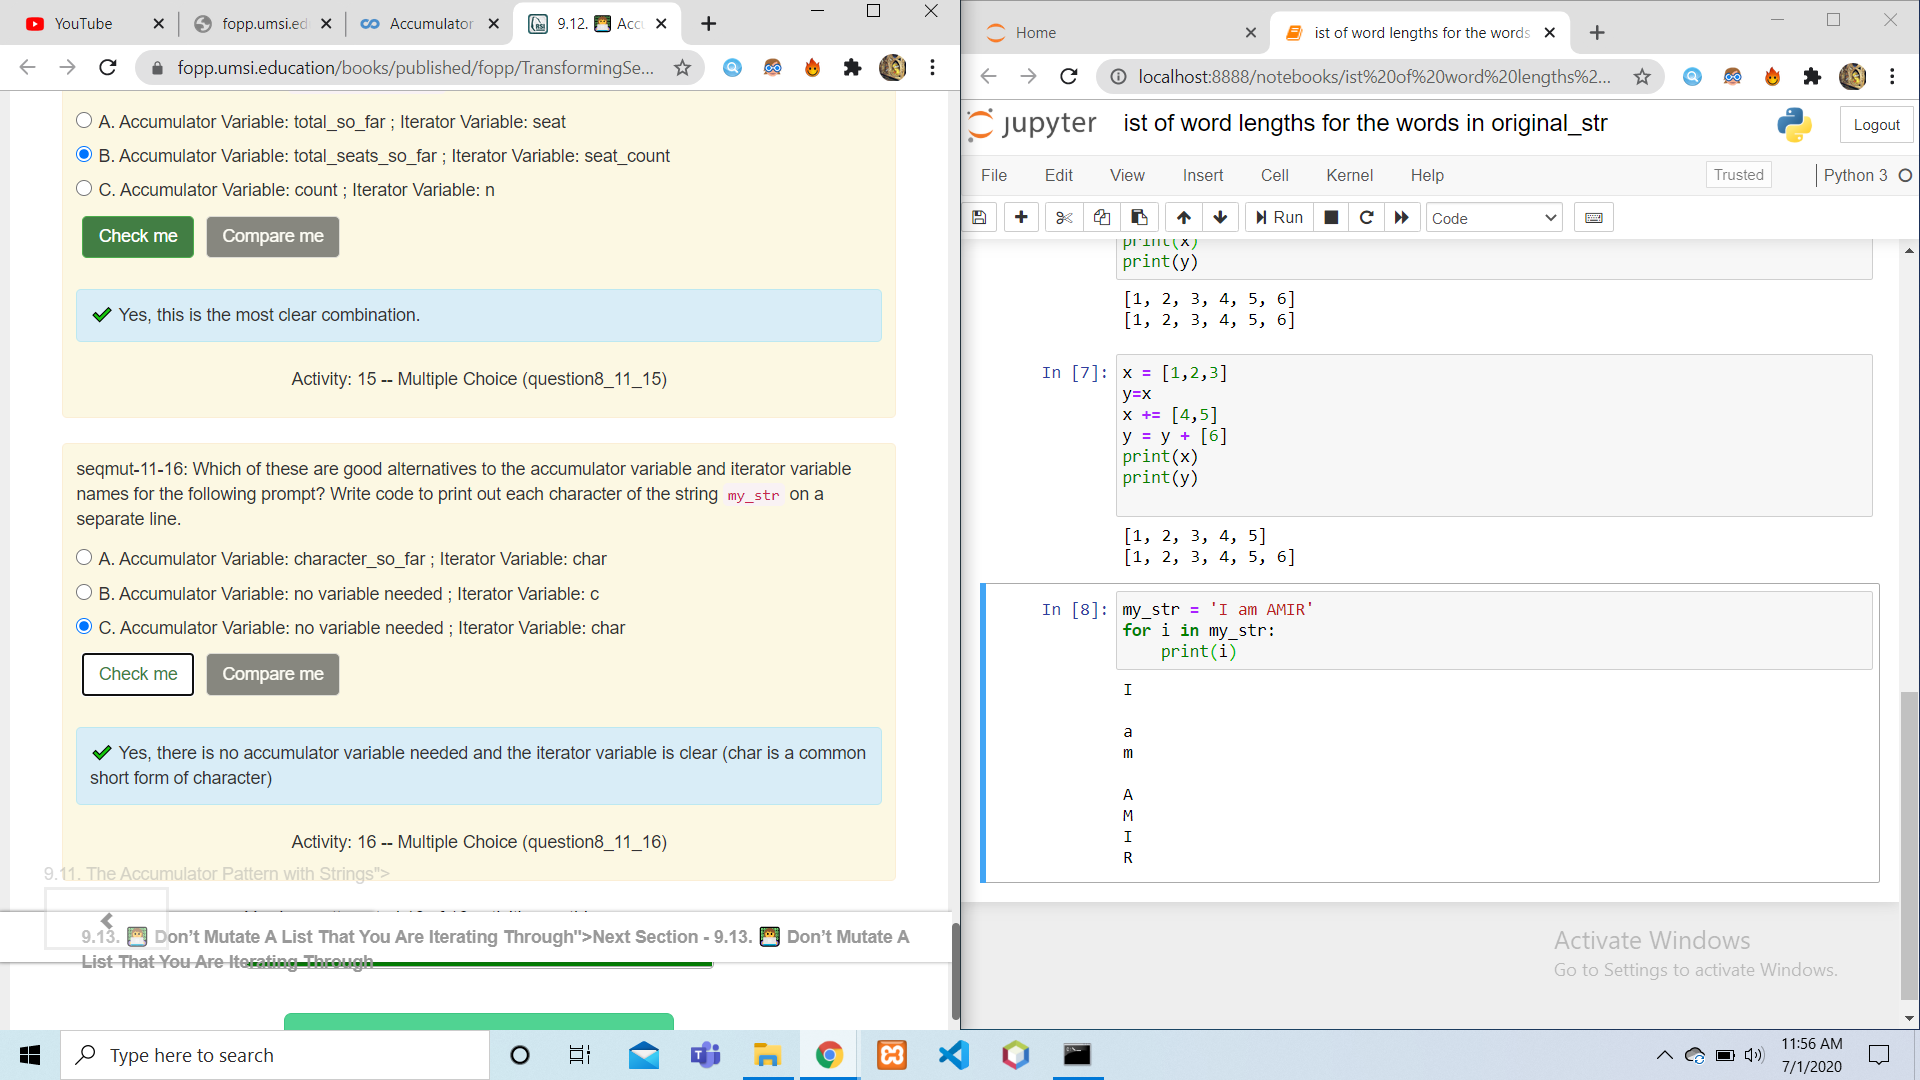 YouTube
fopp.umsi.ed
Accumulator
9.12.
Acc
fopp.umsi.education/books/published/fopp/TransformingSe...
A. Accumulator Variable: total_so_far ; Iterator Variable: seat
B. Accumulator Variable: total_seats_so_far ; Iterator Variable: seat_count
C. Accumulator Variable: count ; Iterator Variable: n
Check me
Compare me
Yes, this is the most clear combination.
Activity: 15 -- Multiple Choice (question8_11_15)
seqmut-11-16: Which of these are good alternatives to the accumulator variable and iterator variable
names for the following prompt? Write code to print out each character of the string my_str on a
separate line.
A. Accumulator Variable: character_so_far ; Iterator Variable: char
B. Accumulator Variable: no variable needed ; Iterator Variable: c
C. Accumulator Variable: no variable needed ; Iterator Variable: char
Check me
Compare me
Yes, there is no accumulator variable needed and the iterator variable is clear (char is a common
short form of character)
Activity: 16 -- Multiple Choice (question8_11_16)
9.11. The Accumulator Pattern with Strings">
9.13. Don’t Mutate A List That You Are Iterating Through">Next Section - 9.13. Don’t Mutate A
List That You Are Iterating Through
Home
ist of word lengths for the words
localhost:8888/notebooks/ist%20of%20word%20lengths%2...
jupyter
ist of word lengths for the words in original_str
Logout
File
Edit
View
Insert
Cell
Kernel
Help
Trusted
Python 3
Run
Code
print(x)
print(y)
[1, 2, 3, 4, 5, 6]
[1, 2, 3, 4, 5, 6]
In [7]:
x = [1,2,3]
y=x
x += [4,5]
y = y + [6]
print(x)
print(y)
[1, 2, 3, 4, 5]
[1, 2, 3, 4, 5, 6]
In [8]:
my_str = 'I am AMIR'
for i in my_str:
print(i)
I
a
m
A
M
I
R
Activate Windows
Go to Settings to activate Windows.
Type here to search
11:56 AM
7/1/2020